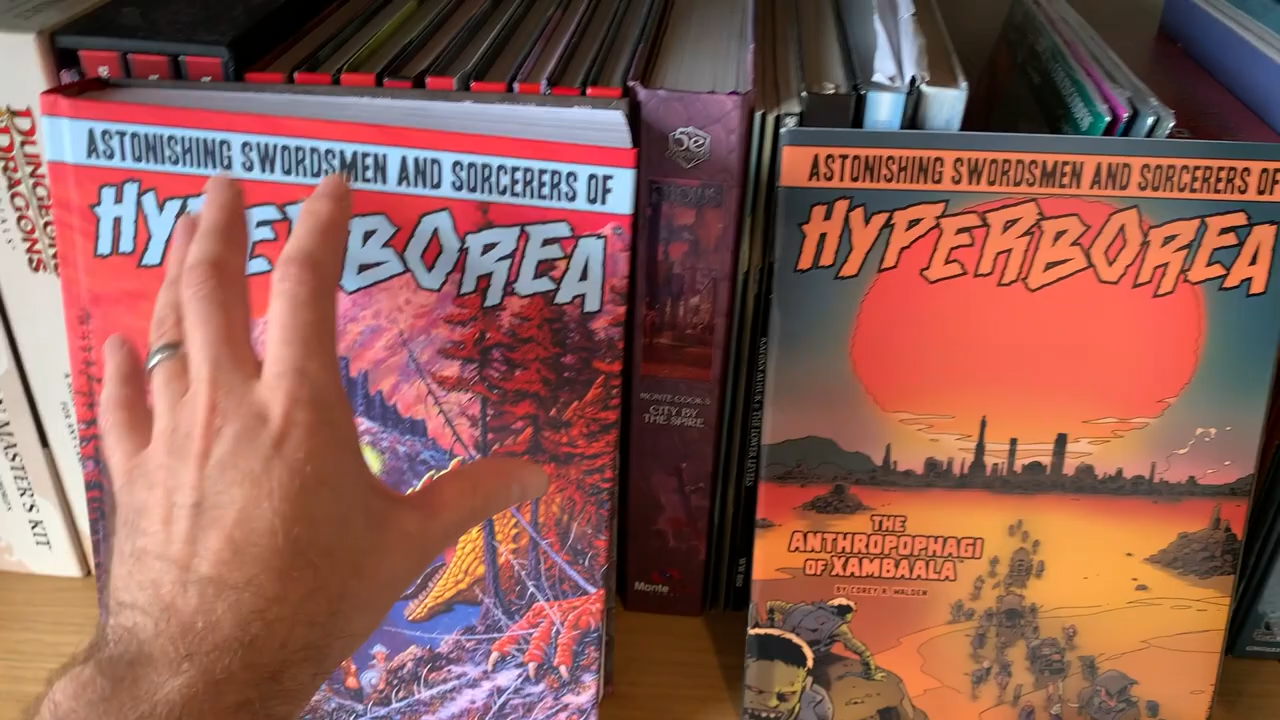 DUNGEONS
DRAGONS
MASTER'S KIT
ASTONISHING SWORDSMEN AND SORCERERS OF
HYPERBOREA
5e
MONTE COOK'S
CITY BY
THE SPIRE
Monte
ASTONISHING SWORDSMEN AND SORCERERS OF
HYPERBOREA
THE
ANTHROPOPHAGI
OF XAMBAALA
BY COREY R. WALDEN